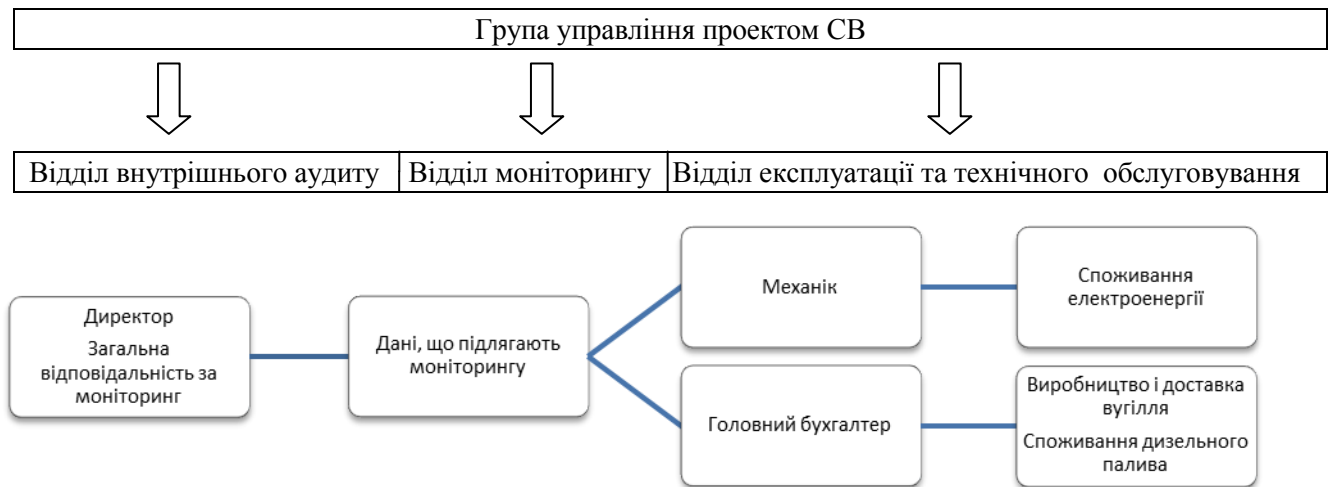 Група управління проектом СВ
Відділ внутрішнього аудиту Відділ моніторингу Відділ експлуатації та технічного обслуговування
Директор
Загальна
відповідальність за
моніторинг
Дані, що підлягають
моніторингу
Механік
Споживання
електроенергії
Головний бухгалтер
Виробництво і доставка
вугілля
Споживання дизельного
палива